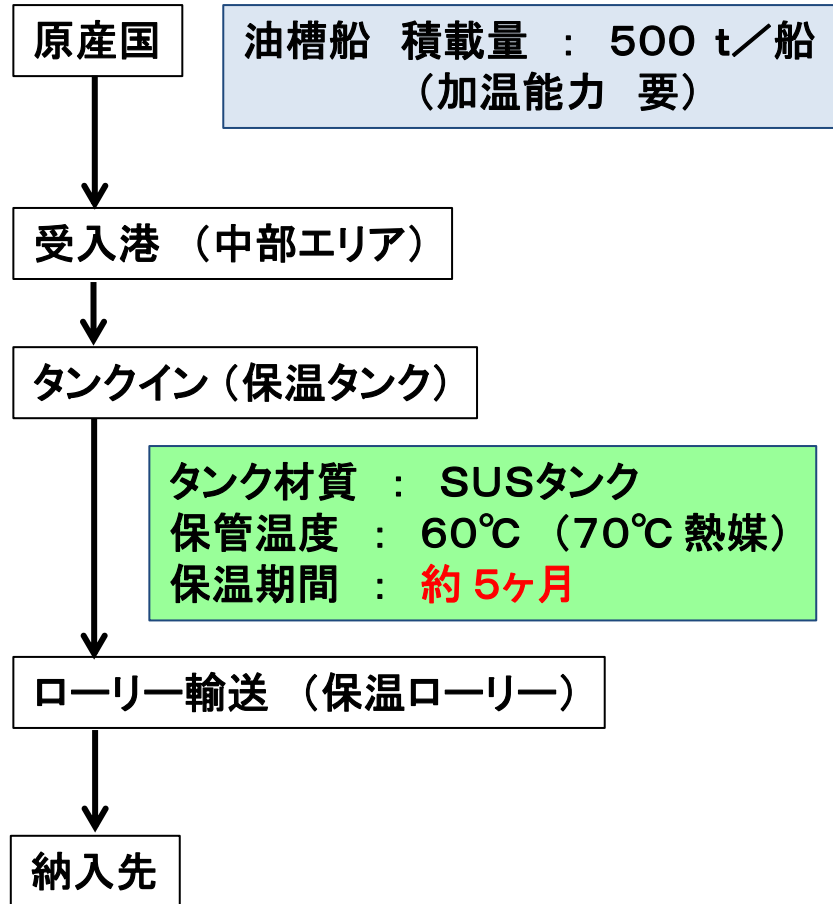 原産国
油槽船 積載量 : 500 t/船
(加温能力 要)
受入港 (中部エリア)
タンクイン(保温タンク)
タンク材質 : SUSタンク
保管温度 : 60℃ (70℃ 熱媒)
保温期間 : 約 5ヶ月
ローリー輸送 (保温ローリー)
納入先